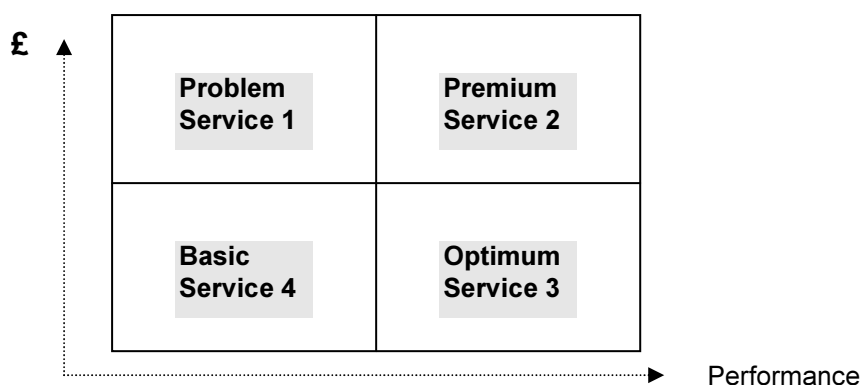 £
Problem
Service 1
Premium
Service 2
Basic
Service 4
Optimum
Service 3
Performance